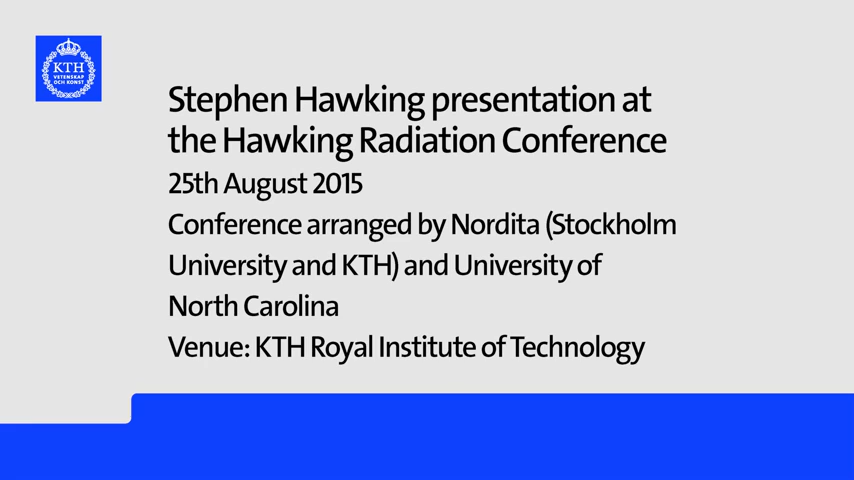 KTH
VETENSKAP
OCH KONST
Stephen Hawking presentation at
the Hawking Radiation Conference
25th August 2015
Conference arranged by Nordita (Stockholm
University and KTH) and University of
North Carolina
Venue: KTH Royal Institute of Technology